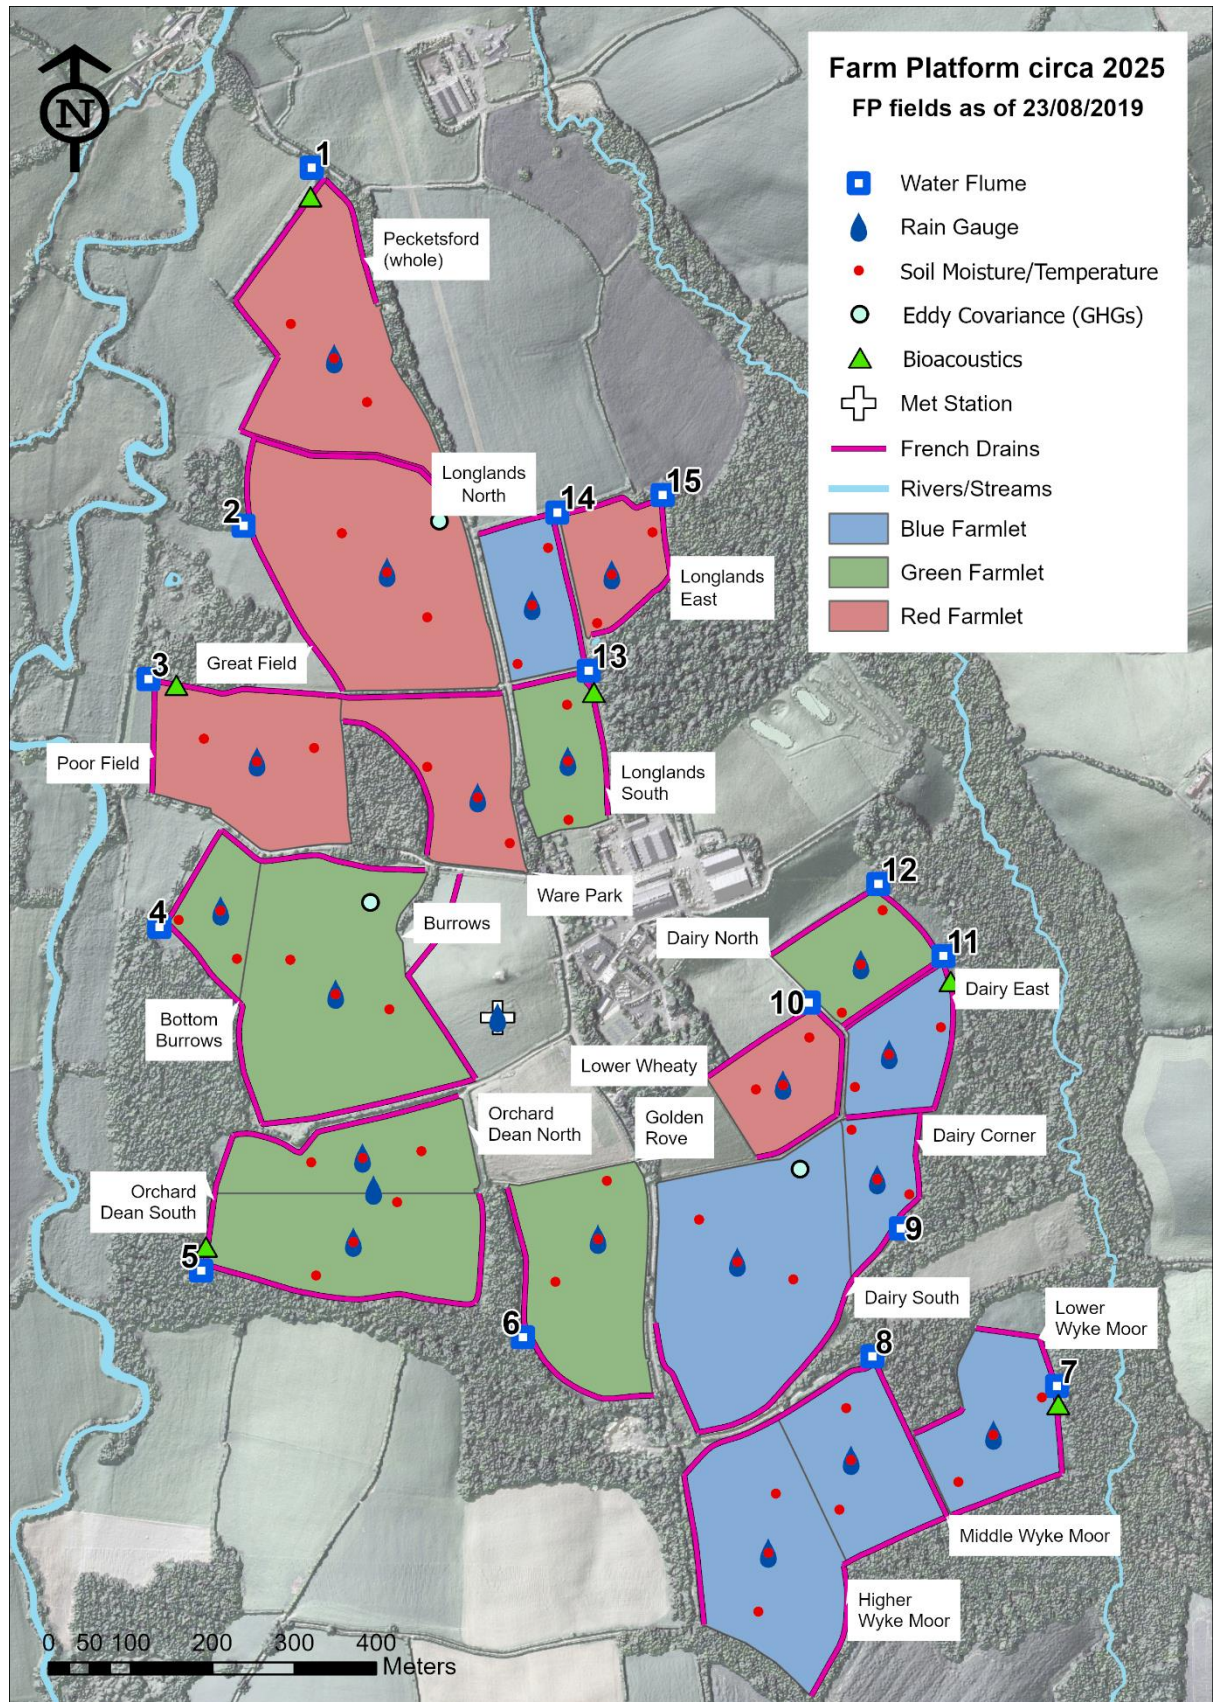 Farm Platform circa 2025
FP fields as of 23/08/2019
Water Flume
Rain Gauge
Soil Moisture/Temperature
Eddy Covariance (GHGs)
Bioacoustics
Met Station
French Drains
Rivers/Streams
Blue Farmlet
Green Farmlet
Red Farmlet
N
1
Pecketsford
(whole)
Longlands
North
2
14
15
Longlands
East
Great Field
13
3
Poor Field
Longlands
South
Ware Park
12
4
Burrows
Dairy North
11
Dairy East
10
Bottom
Burrows
Lower Wheaty
Orchard
Dean North
Golden
Rove
Dairy Corner
Orchard
Dean South
5
9
Dairy South
6
8
Lower
Wyke Moor
7
Middle Wyke Moor
Higher
Wyke Moor
0 50 100 200 300 400
Meters